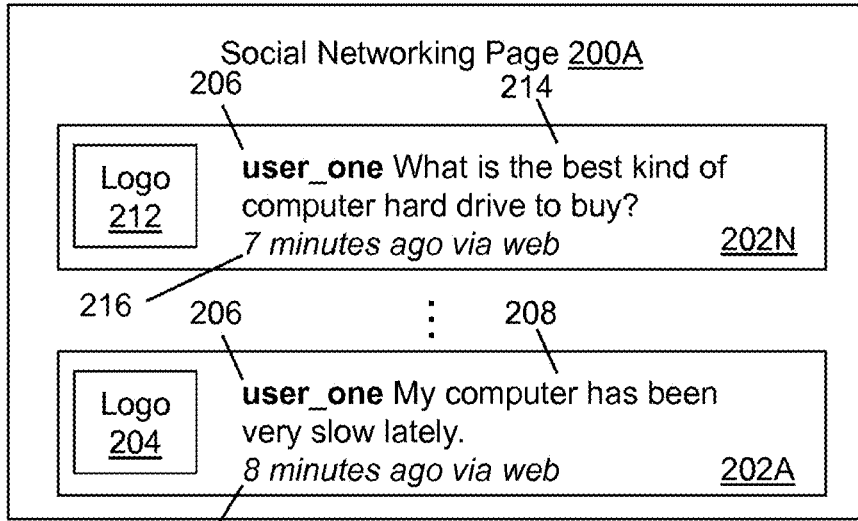 Social Networking Page 200A
206 214
Logo
212
user_one What is the best kind of
computer hard drive to buy?
7 minutes ago via web
202N
216 206 208
Logo
204
user_one My computer has been
very slow lately.
8 minutes ago via web
202A